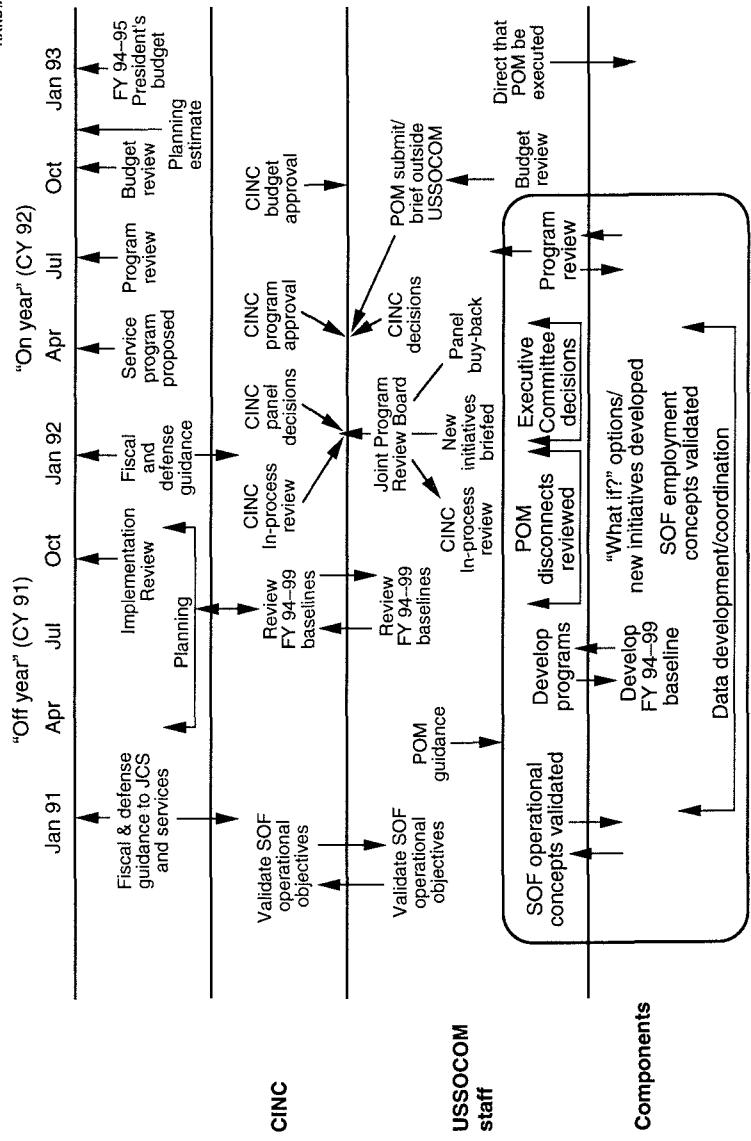 "Off year" (CY 91)
"On year" (CY 92)
Jan 91
Apr
Jul
Oct
Jan 92
Apr
Jul
Oct
Jan 93
Fiscal & defense
guidance to JCS
and services
Planning
Implementation
Review
Fiscal
and
defense
guidance
Service
program
proposed
Program
review
Budget
review
Planning
estimate
FY 94–95
President's
budget
CINC
Validate SOF
operational
objectives
Review
FY 94–99
baselines
CINC
In-process
review
CINC
panel
decisions
CINC
program
approval
CINC
budget
approval
USSOCOM
staff
Validate SOF
operational
objectives
POM
guidance
Review
FY 94–99
baselines
CINC
In-process
review
Joint Program
Review Board
New
initiatives
briefed
Panel
buy-back
CINC
decisions
POM submit/
brief outside
USSOCOM
Budget
review
Direct that
POM be
executed
SOF operational
concepts validated
Develop
programs
POM
disconnects
reviewed
Executive
Committee
decisions
Program
review
Components
Develop
FY 94–99
baseline
"What if?" options/
new initiatives developed
SOF employment
concepts validated
Data development/coordination